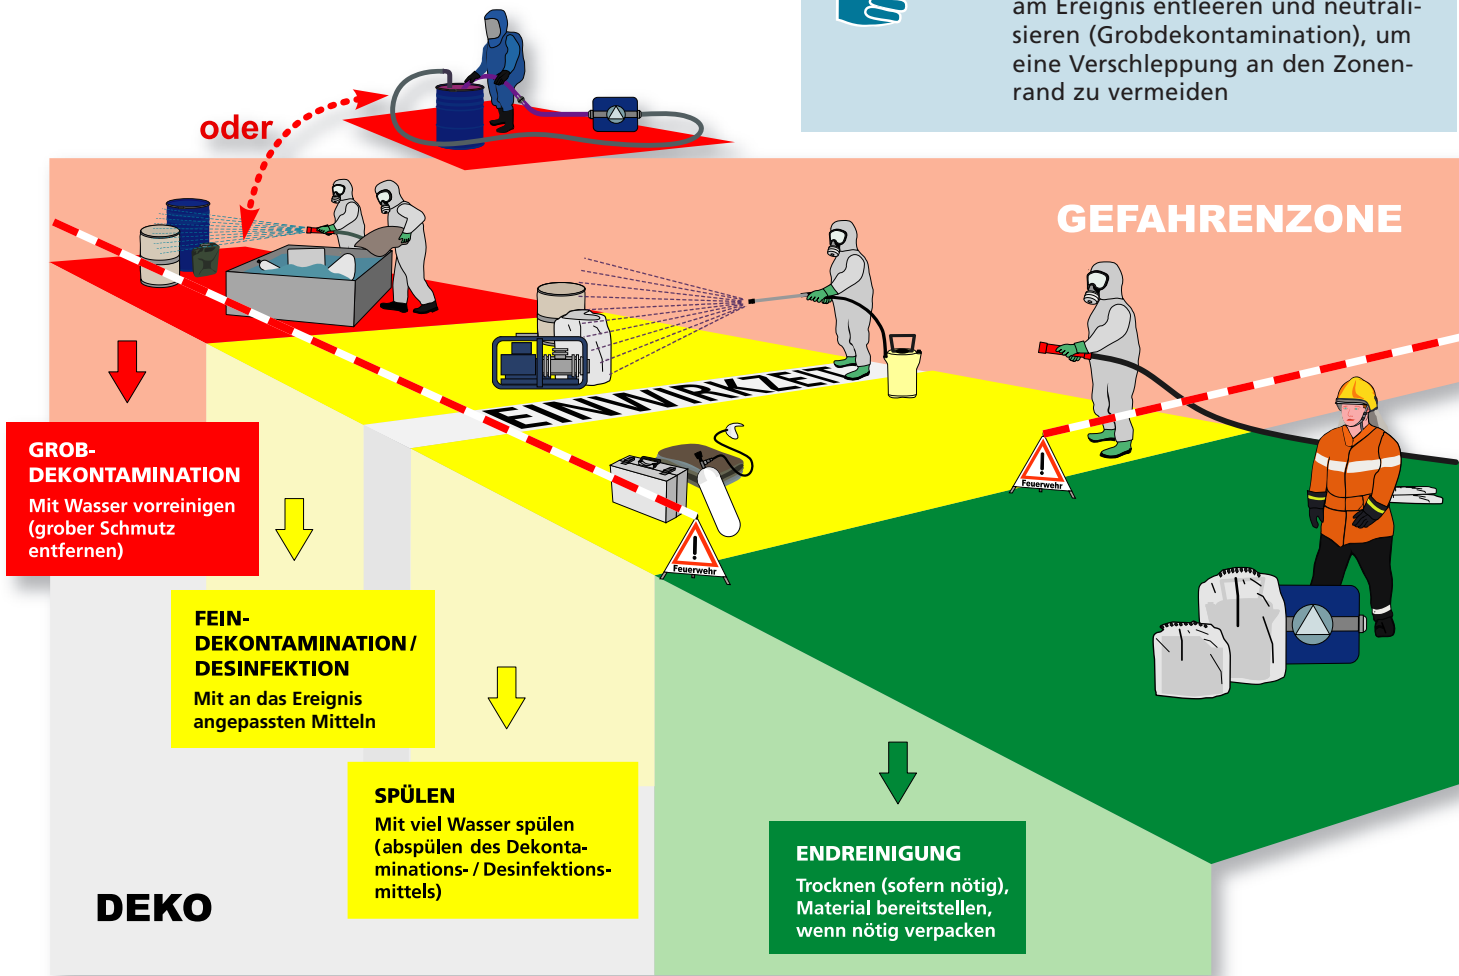 am Ereignis entleeren und neutrali-
sieren (Grobdekontamination), um
eine Verschleppung an den Zonen-
rand zu vermeiden
oder
GEFAHRENZONE
EINWIRKZEIT
Feuerwehr
Feuerwehr
GROB-
DEKONTAMINATION
Mit Wasser vorreinigen
(grober Schmutz
entfernen)
FEIN-
DEKONTAMINATION/
DESINFEKTION
Mit an das Ereignis
angepassten Mitteln
SPÜLEN
Mit viel Wasser spülen
(abspülen des Dekonta-
minations- / Desinfektions-
mittels)
ENDREINIGUNG
Trocknen (sofern nötig),
Material bereitstellen,
wenn nötig verpacken
DEKO